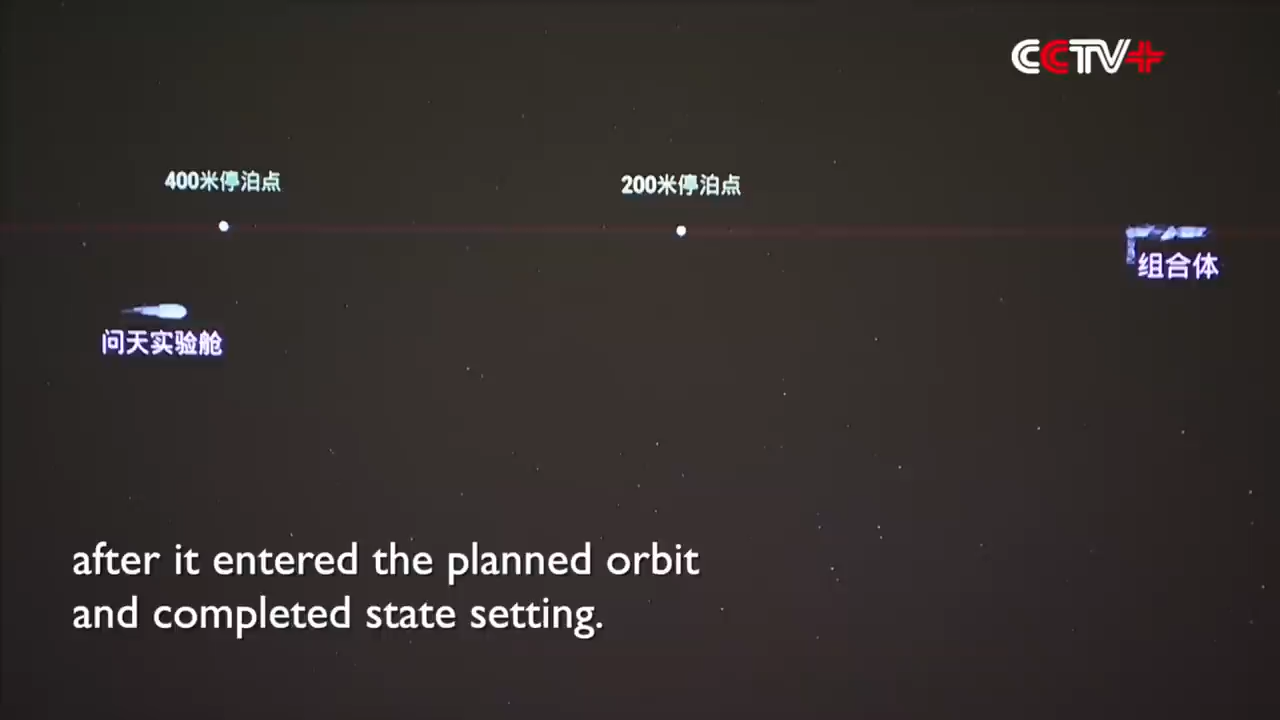 CCTV+
400米停泊点
200米停泊点
组合体
问天实验舱
after it entered the planned orbit
and completed state setting.